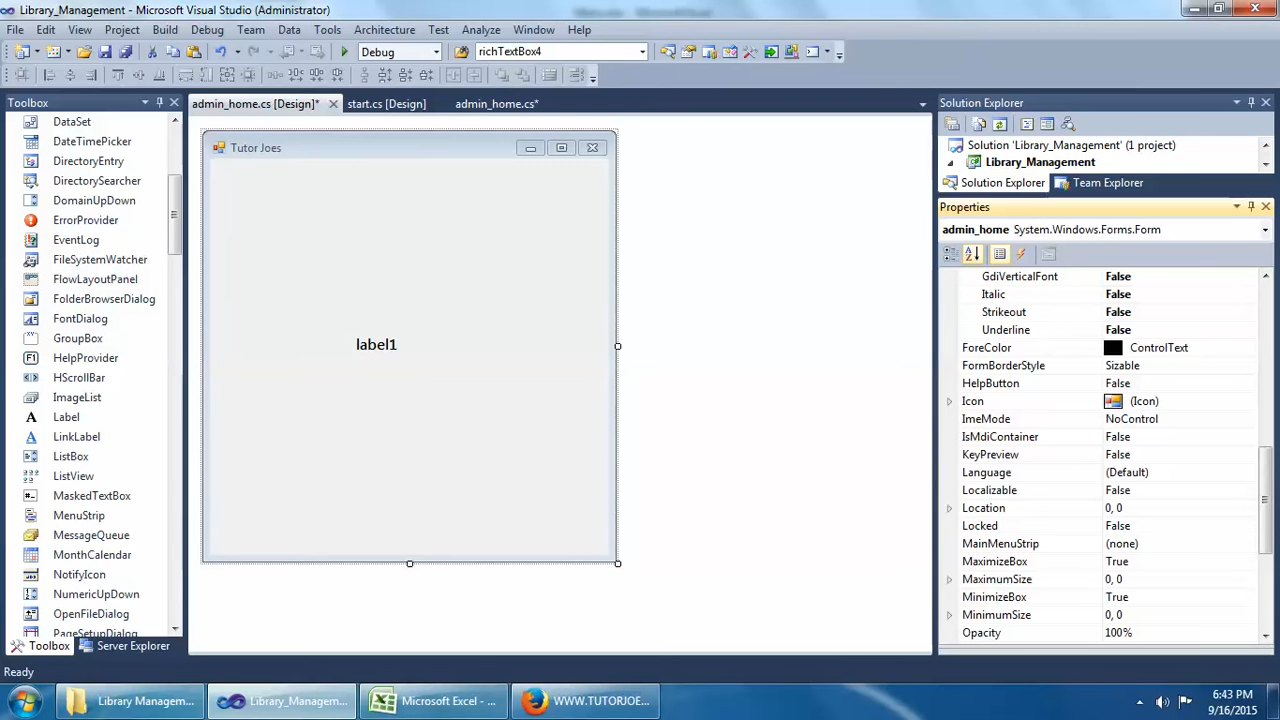 Library_Management - Microsoft Visual Studio (Administrator)
File Edit View Project Build Debug Team Data Tools Architecture Test Analyze Window Help
Debug richTextBox4
Toolbox
admin_home.cs [Design]* start.cs [Design] admin_home.cs*
DataSet
DateTimePicker
DirectoryEntry
DirectorySearcher
DomainUpDown
ErrorProvider
EventLog
FileSystemWatcher
FlowLayoutPanel
FolderBrowserDialog
FontDialog
GroupBox
HelpProvider
HScrollBar
ImageList
Label
LinkLabel
ListBox
ListView
MaskedTextBox
MenuStrip
MessageQueue
MonthCalendar
NotifyIcon
NumericUpDown
OpenFileDialog
PageSetupDialog
Toolbox Server Explorer
Tutor Joes
label1
Solution Explorer
Solution 'Library_Management' (1 project)
Library_Management
Solution Explorer Team Explorer
Properties
admin_home System.Windows.Forms.Form
GdiVerticalFont False
Italic False
Strikeout False
Underline False
ForeColor ControlText
FormBorderStyle Sizable
HelpButton False
Icon (Icon)
ImeMode NoControl
IsMdiContainer False
KeyPreview False
Language (Default)
Localizable False
Location 0, 0
Locked False
MainMenuStrip (none)
MaximizeBox True
MaximumSize 0, 0
MinimizeBox True
MinimumSize 0, 0
Opacity 100%
Ready
Library Managem... Library_Managem... Microsoft Excel - ... WWW.TUTORJOE...
6:43 PM
9/16/2015